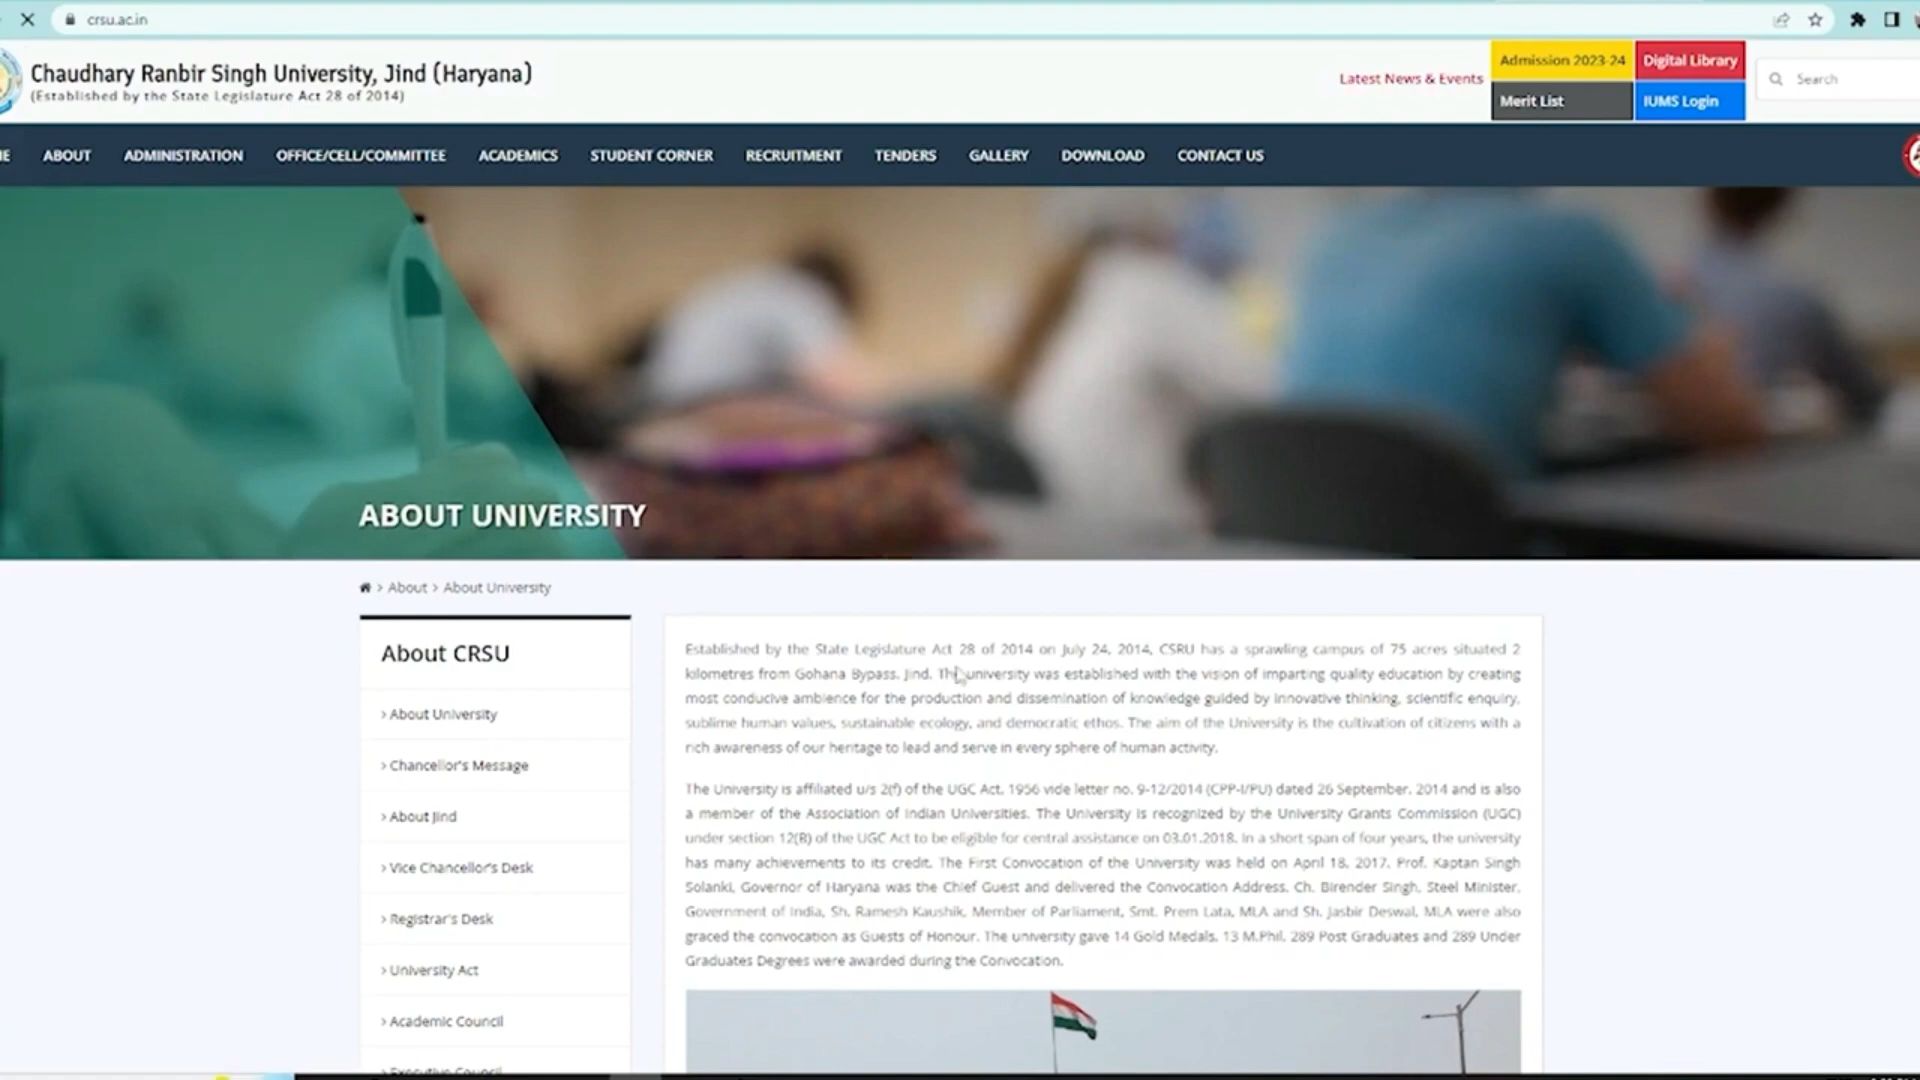 crsu.ac.in
Chaudhary Ranbir Singh University, Jind (Haryana)
(Established by the State Legislature Act 28 of 2014)
Latest News & Events
Admission 2023-24
Digital Library
Merit List
IUMS Login
Search
ABOUT ADMINISTRATION OFFICE/CELL/COMMITTEE ACADEMICS STUDENT CORNER RECRUITMENT TENDERS GALLERY DOWNLOAD CONTACT US
ABOUT UNIVERSITY
> About > About University
About CRSU
> About University
> Chancellor's Message
> About Jind
> Vice Chancellor's Desk
> Registrar's Desk
> University Act
> Academic Council
Established by the State Legislature Act 28 of 2014 on July 24, 2014, CSRU has a sprawling campus of 75 acres situated 2
kilometres from Gohana Bypass, Jind. The university was established with the vision of imparting quality education by creating
most conducive ambience for the production and dissemination of knowledge guided by innovative thinking, scientific enquiry,
sublime human values, sustainable ecology, and democratic ethos. The aim of the University is the cultivation of citizens with a
rich awareness of our heritage to lead and serve in every sphere of human activity.
The University is affiliated u/s 2(f) of the UGC Act, 1956 vide letter no. 9-12/2014 (CPP-I/PU) dated 26 September, 2014 and is also
a member of the Association of Indian Universities. The University is recognized by the University Grants Commission (UGC)
under section 12(B) of the UGC Act to be eligible for central assistance on 03.01.2018. In a short span of four years, the university
has many achievements to its credit. The First Convocation of the University was held on April 18, 2017. Prof. Kaptan Singh
Solanki, Governor of Haryana was the Chief Guest and delivered the Convocation Address. Ch. Birender Singh, Steel Minister,
Government of India, Sh. Ramesh Kaushik, Member of Parliament, Smt. Prem Lata, MLA and Sh. Jasbir Deswal, MLA were also
graced the convocation as Guests of Honour. The university gave 14 Gold Medals, 13 M.Phil, 289 Post Graduates and 289 Under
Graduates Degrees were awarded during the Convocation.